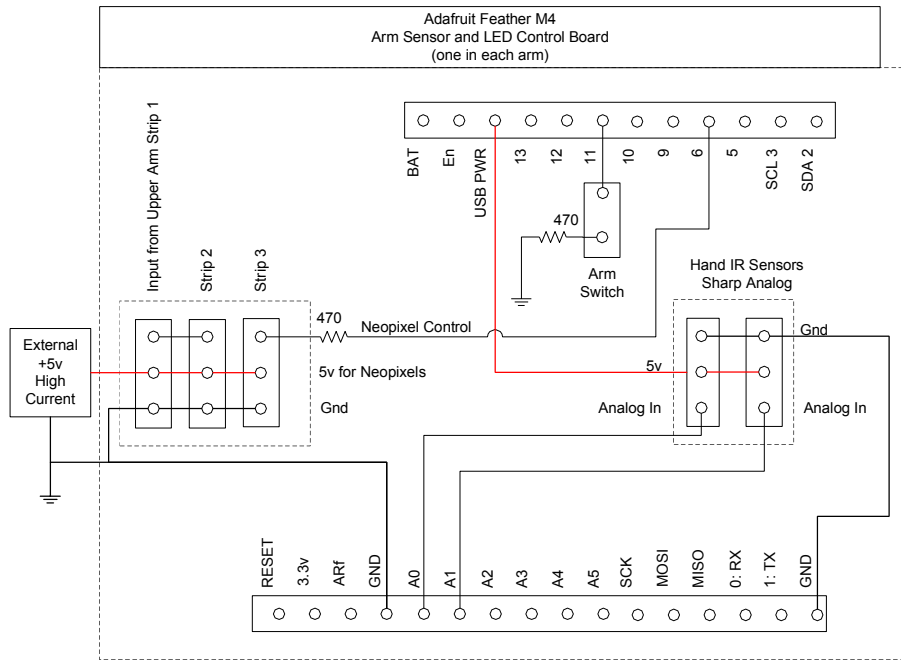 Adafruit Feather M4
Arm Sensor and LED Control Board
(one in each arm)
BAT
En
USB PWR
13
12
11
10
9
6
5
SCL 3
SDA 2
Input from Upper Arm Strip 1
Strip 2
Strip 3
470
Arm
Switch
Hand IR Sensors
Sharp Analog
470
Neopixel Control
Gnd
External
+5v
High
Current
5v for Neopixels
5v
Gnd
Analog In
Analog In
RESET
3.3v
ARf
GND
A0
A1
A2
A3
A4
A5
SCK
MOSI
MISO
0: RX
1: TX
GND